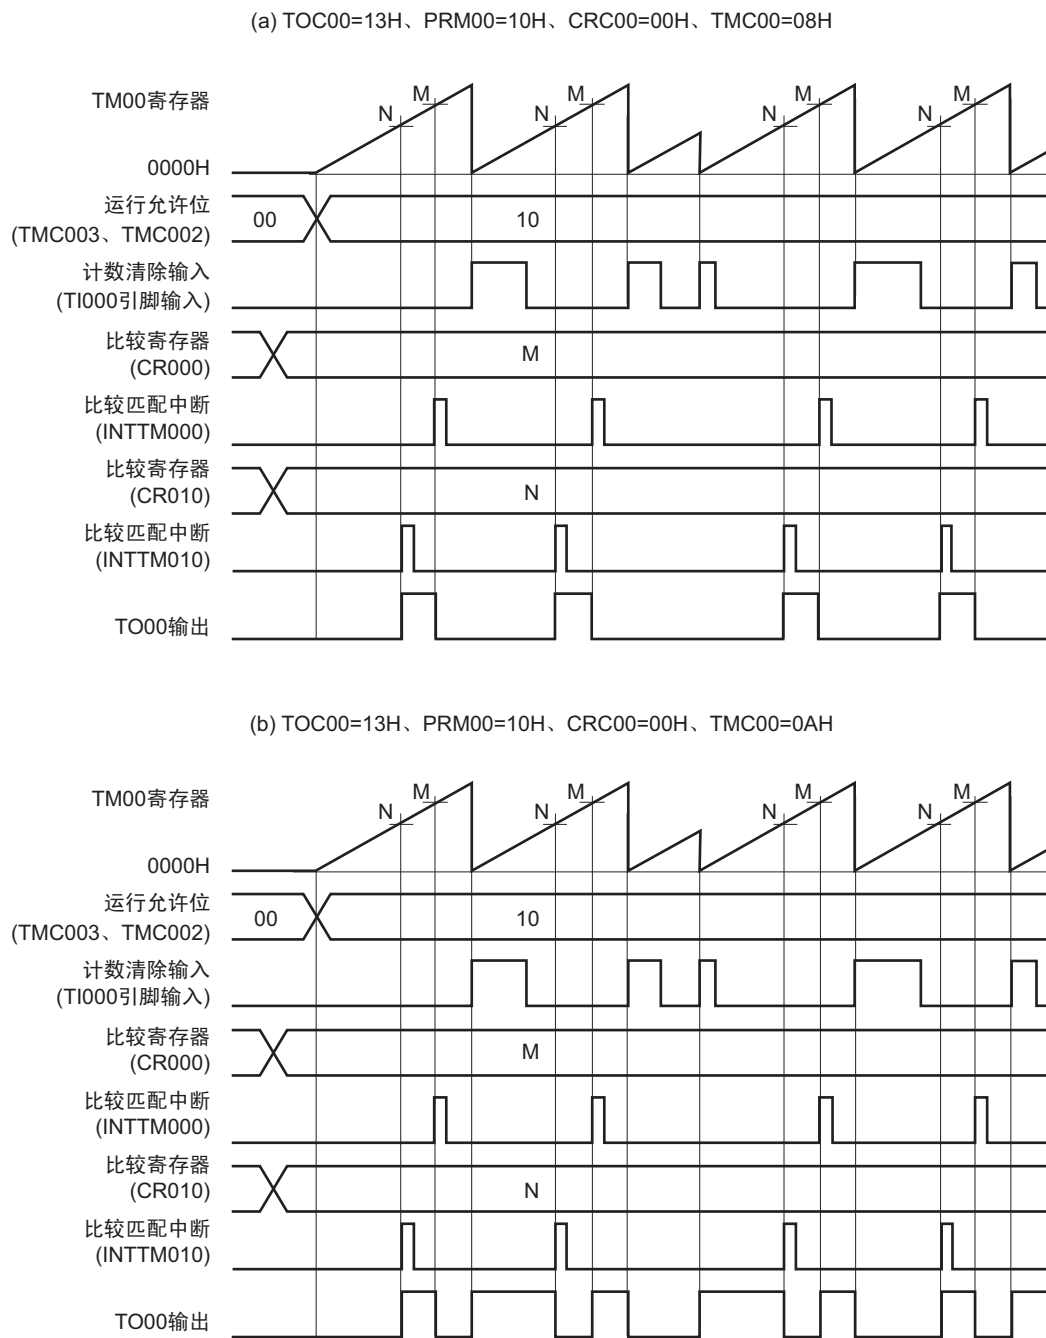 (a) TOC00=13H、PRM00=10H、CRC00=00H、TMC00=08H
TM00寄存器
N
M
N
M
N
M
N
M
0000H
运行允许位
(TMC003、TMC002)
00
10
计数清除输入
(TI000引脚输入)
比较寄存器
(CR000)
M
比较匹配中断
(INTTM000)
比较寄存器
(CR010)
N
比较匹配中断
(INTTM010)
TO00输出
(b) TOC00=13H、PRM00=10H、CRC00=00H、TMC00=0AH
TM00寄存器
N
M
N
M
N
M
N
M
0000H
运行允许位
(TMC003、TMC002)
00
10
计数清除输入
(TI000引脚输入)
比较寄存器
(CR000)
M
比较匹配中断
(INTTM000)
比较寄存器
(CR010)
N
比较匹配中断
(INTTM010)
TO00输出